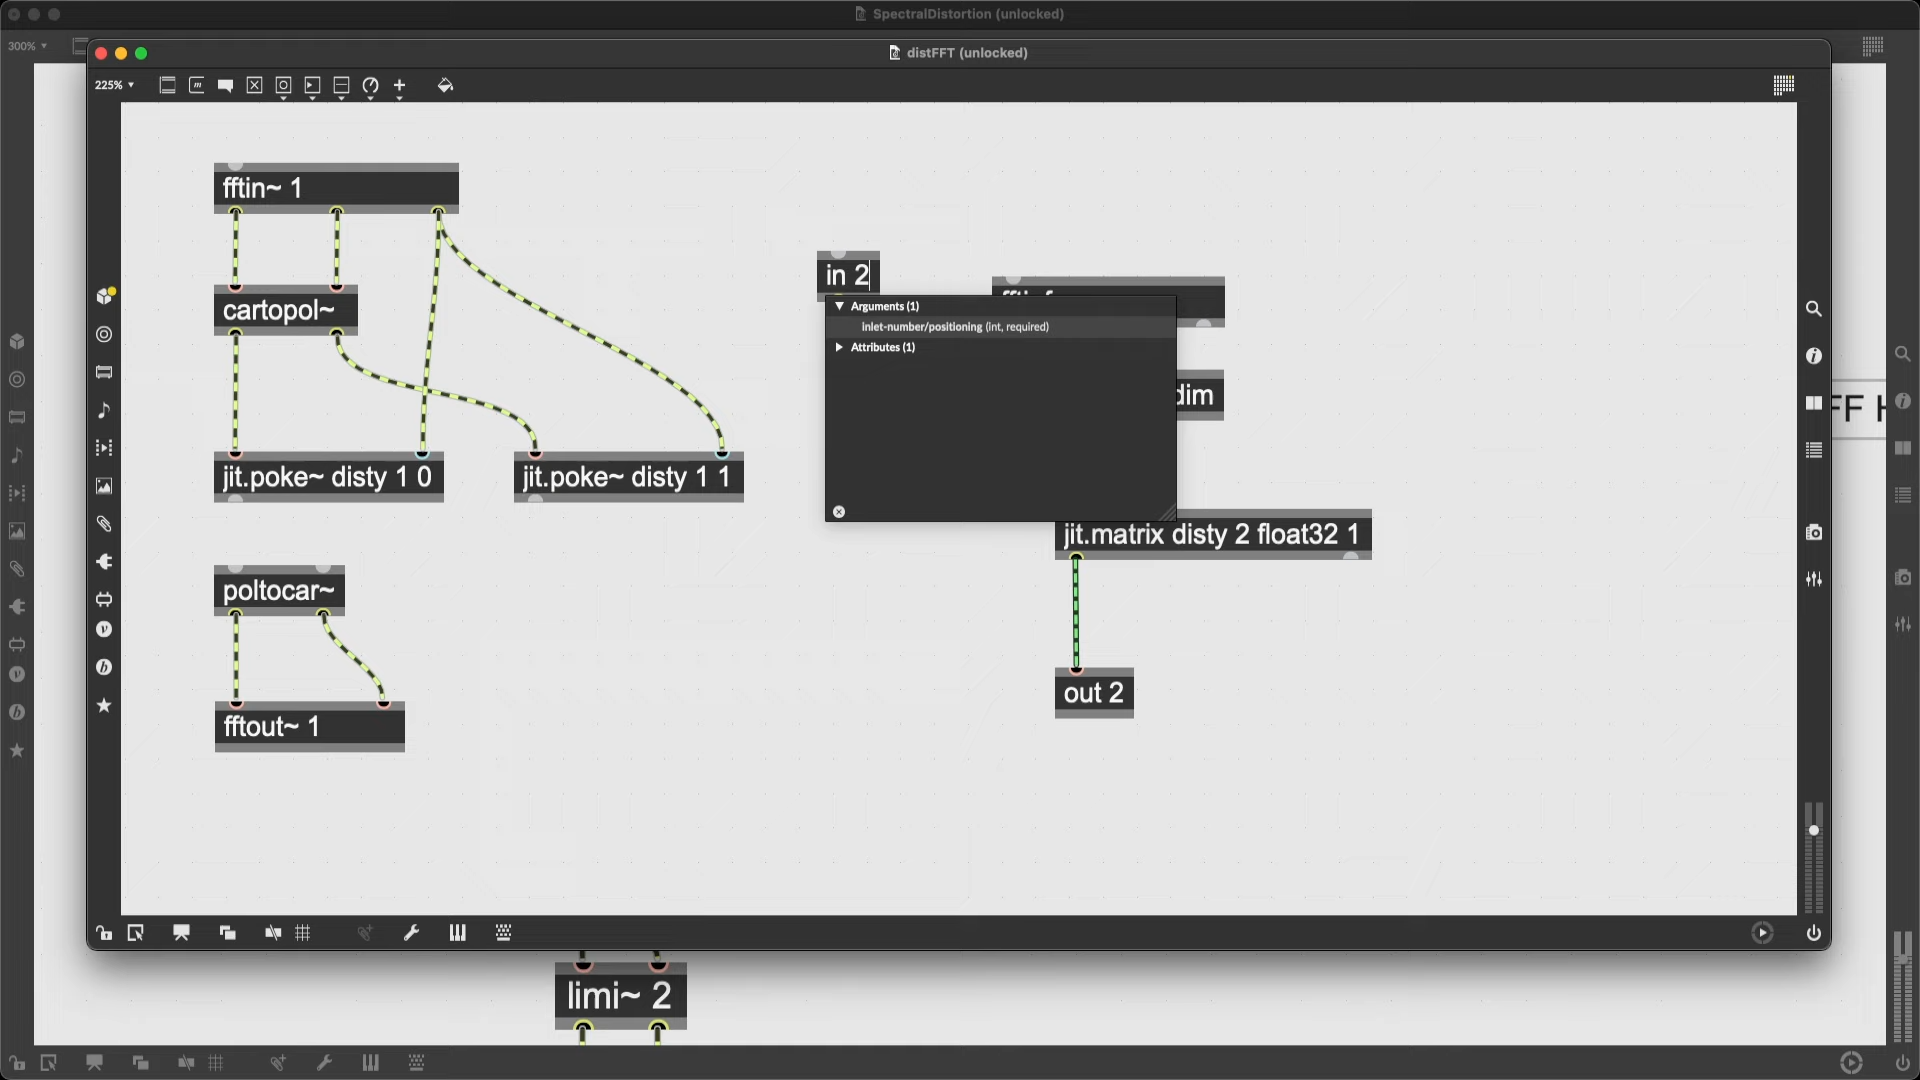 SpectralDistortion (unlocked)
300%
distFFT (unlocked)
225%
fftin~ 1
in 2
cartopol~
Arguments (1)
inlet-number/positioning (int, required)
Attributes (1)
dim
FF
jit.poke~ disty 1 0
jit.poke~ disty 1 1
jit.matrix disty 2 float32 1
poltocar~
out 2
fftout~ 1
limi~ 2